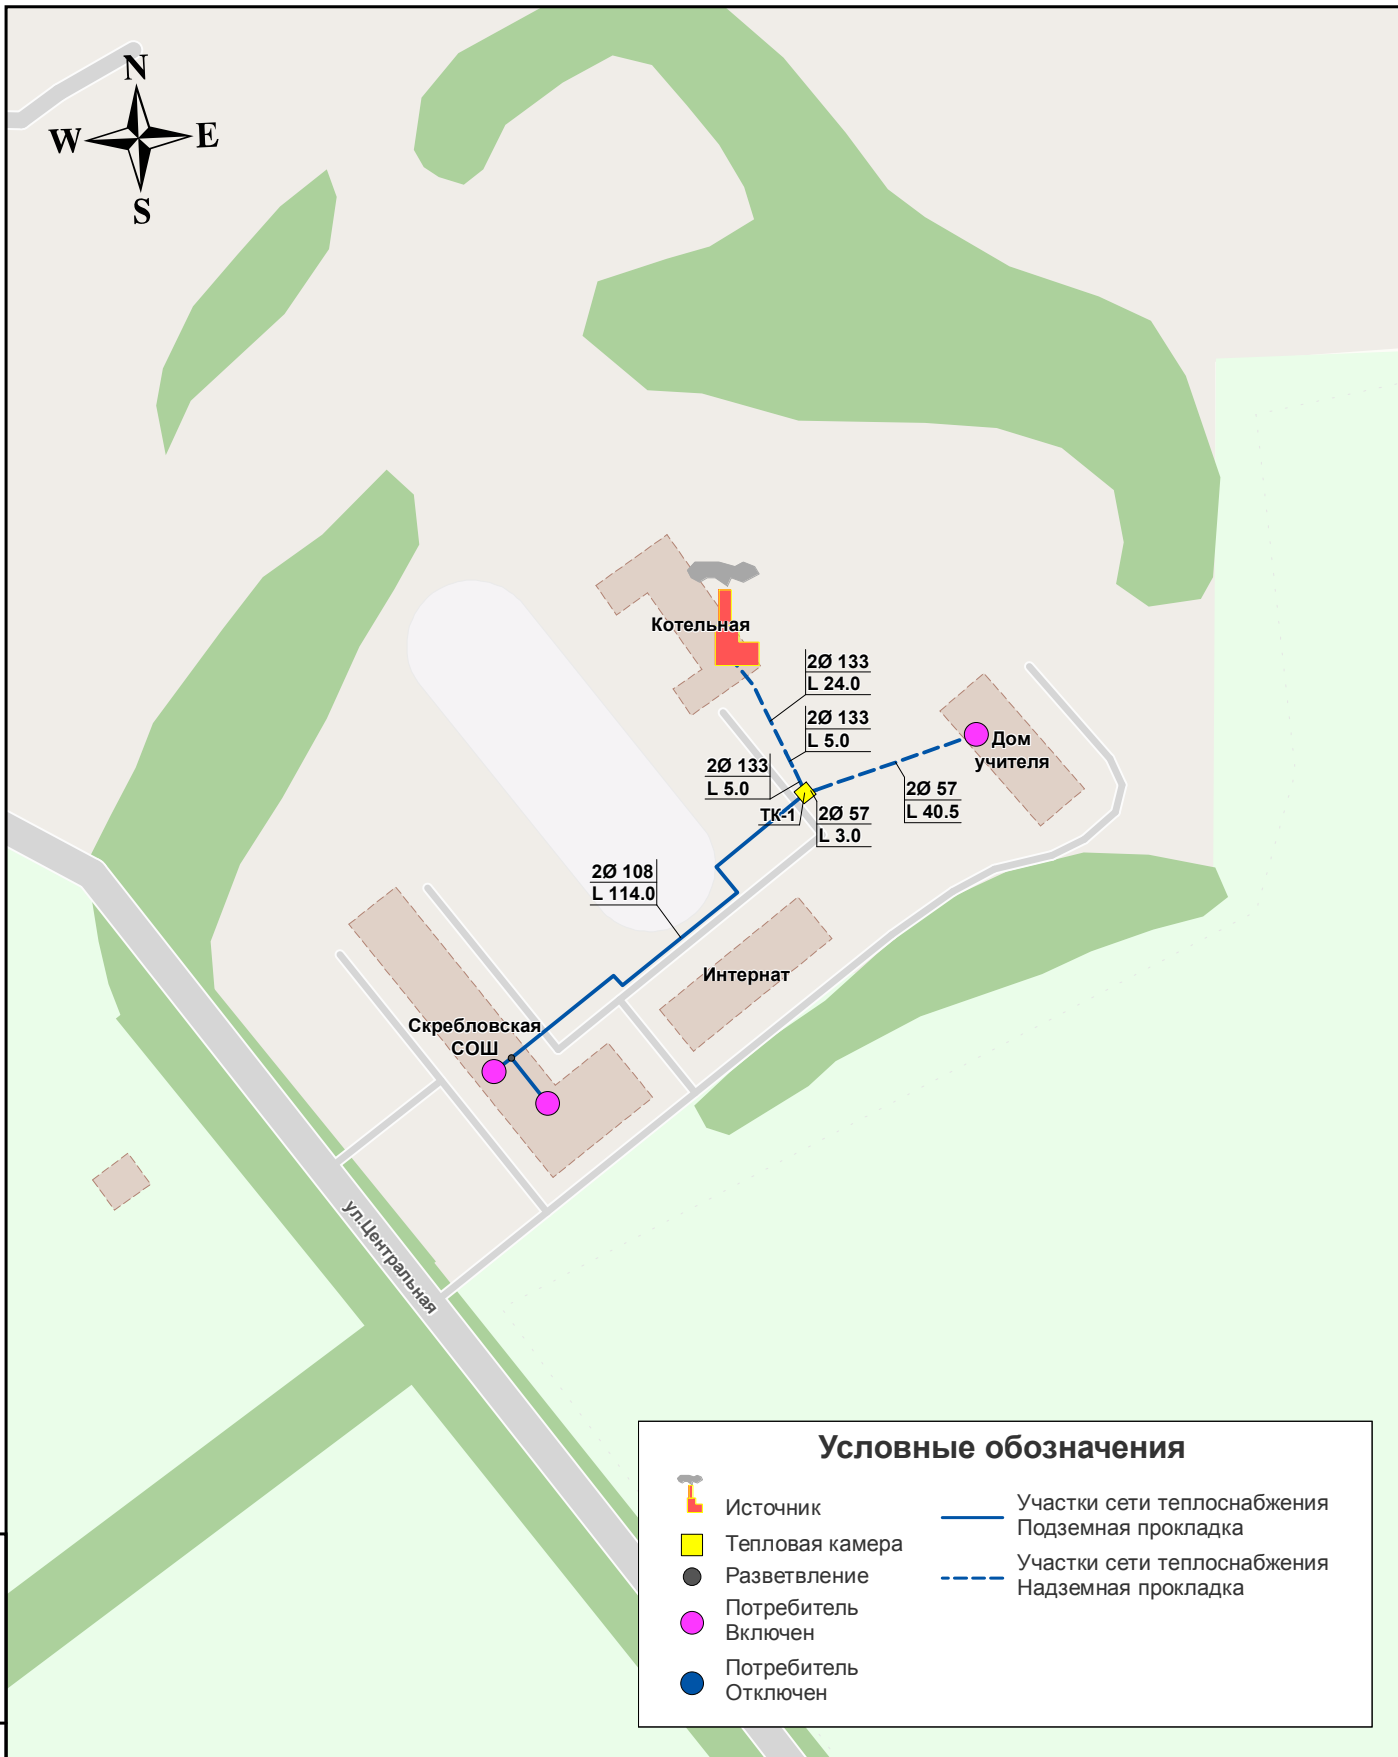 N
W
E
S
Котельная
2Ø 133
L 24.0
2Ø 133
L 5.0
2Ø 133
L 5.0
Дом
учителя
2Ø 57
L 40.5
ТК-1
2Ø 57
L 3.0
2Ø 108
L 114.0
Интернат
Скребловская
СОШ
ул.Центральная
Условные обозначения
Источник
Тепловая камера
Разветвление
Потребитель
Включен
Потребитель
Отключен
Участки сети теплоснабжения
Подземная прокладка
Участки сети теплоснабжения
Надземная прокладка